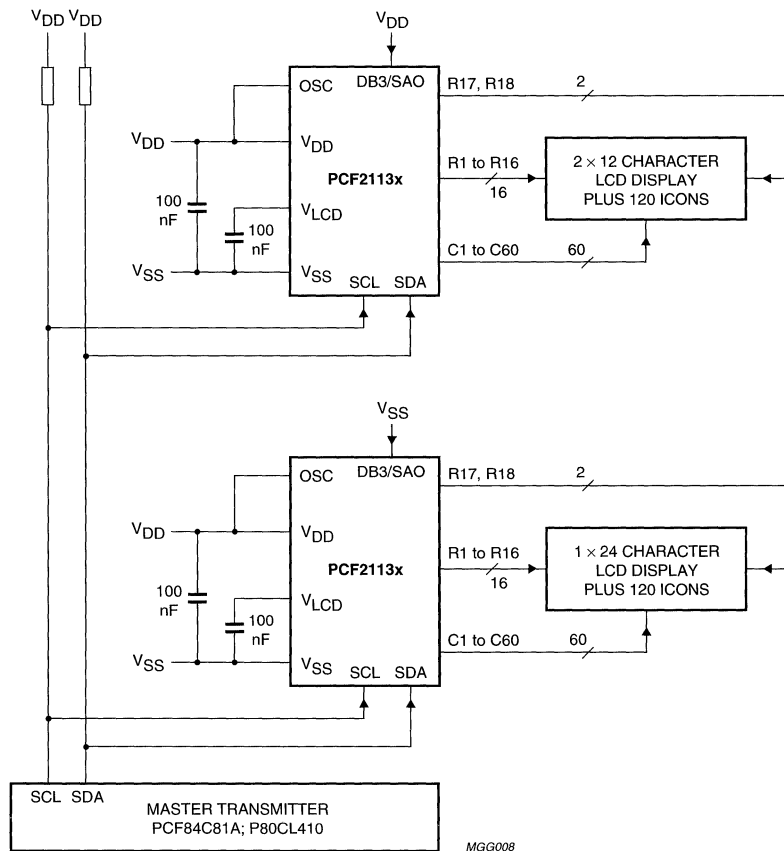 VDD VDD
VDD
OSC
DB3/SAO
R17, R18
2
VDD
VDD
PCF2113x
R1 to R16
16
2 × 12 CHARACTER
LCD DISPLAY
PLUS 120 ICONS
100
nF
VLCD
100
nF
C1 to C60
60
VSS
VSS
SCL
SDA
VSS
OSC
DB3/SAO
R17, R18
2
VDD
VDD
PCF2113x
R1 to R16
16
1 × 24 CHARACTER
LCD DISPLAY
PLUS 120 ICONS
100
nF
VLCD
100
nF
C1 to C60
60
VSS
VSS
SCL
SDA
SCL SDA
MASTER TRANSMITTER
PCF84C81A; P80CL410
MGG008